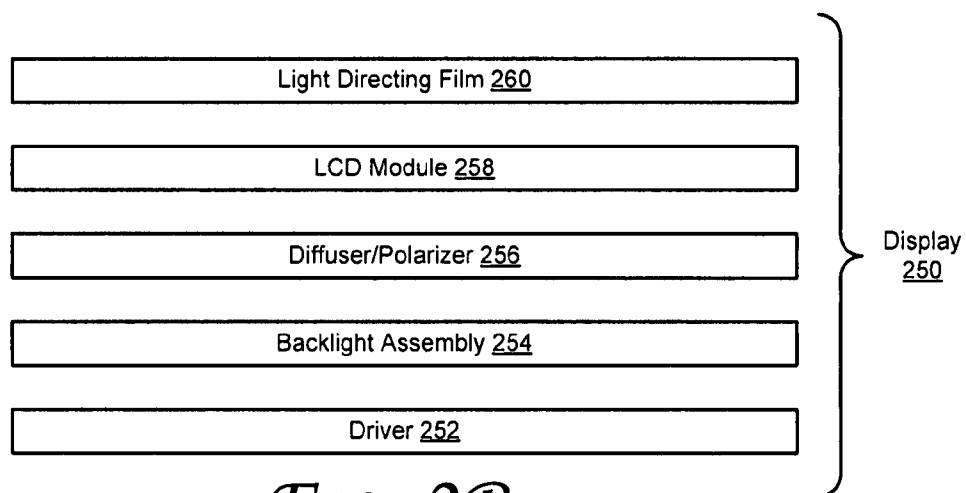 Light Directing Film 260
LCD Module 258
Diffuser/Polarizer 256
Display
250
Backlight Assembly 254
Driver 252